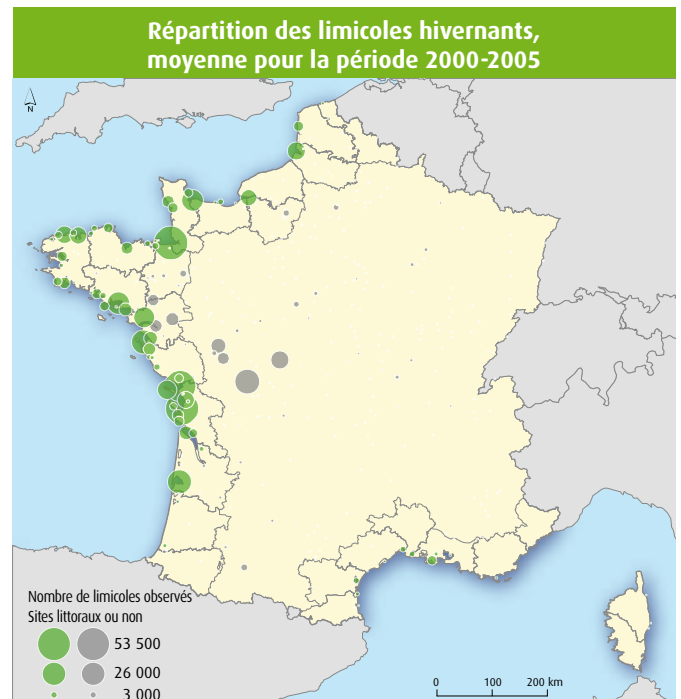 Répartition des limicoles hivernants,
moyenne pour la période 2000-2005
N
Nombre de limicoles observés
Sites littoraux ou non
53 500
26 000
3 000
0 100 200 km